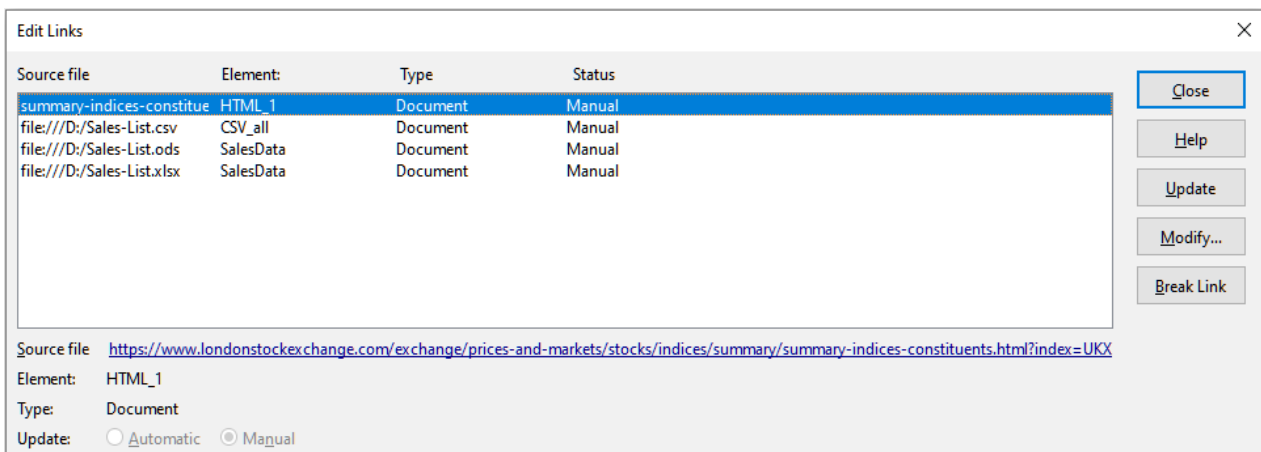 Edit Links
Source file Element: Type Status
summary-indices-constitue HTML_1 Document Manual
file:///D:/Sales-List.csv CSV_all Document Manual
file:///D:/Sales-List.ods SalesData Document Manual
file:///D:/Sales-List.xlsx SalesData Document Manual
Close
Help
Update
Modify...
Break Link
Source file https://www.londonstockexchange.com/exchange/prices-and-markets/stocks/indices/summary/summary-indices-constituents.html?index=UKX
Element: HTML_1
Type: Document
Update: Automatic Manual